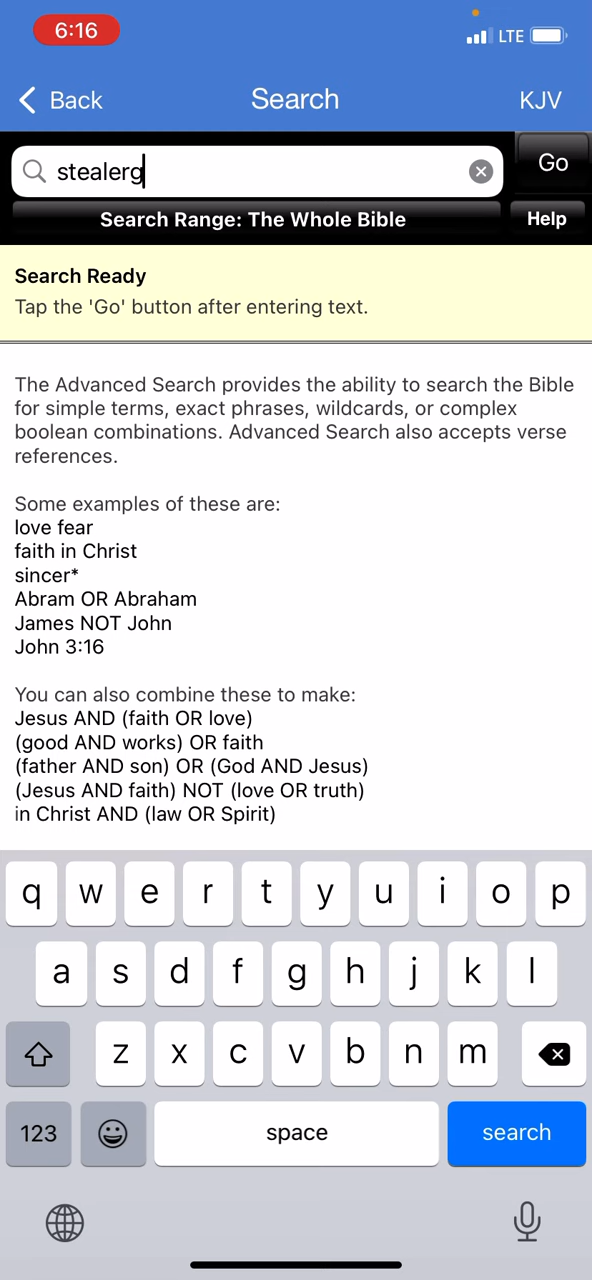 6:16
LTE
Back
Search
KJV
stealerg
Go
Search Range: The Whole Bible
Help
Search Ready
Tap the 'Go' button after entering text.
The Advanced Search provides the ability to search the Bible
for simple terms, exact phrases, wildcards, or complex
boolean combinations. Advanced Search also accepts verse
references.
Some examples of these are:
love fear
faith in Christ
sincer*
Abram OR Abraham
James NOT John
John 3:16
You can also combine these to make:
Jesus AND (faith OR love)
(good AND works) OR faith
(father AND son) OR (God AND Jesus)
(Jesus AND faith) NOT (love OR truth)
in Christ AND (law OR Spirit)
q w e r t y u i o p
a s d f g h j k l
z x c v b n m
123
space
search